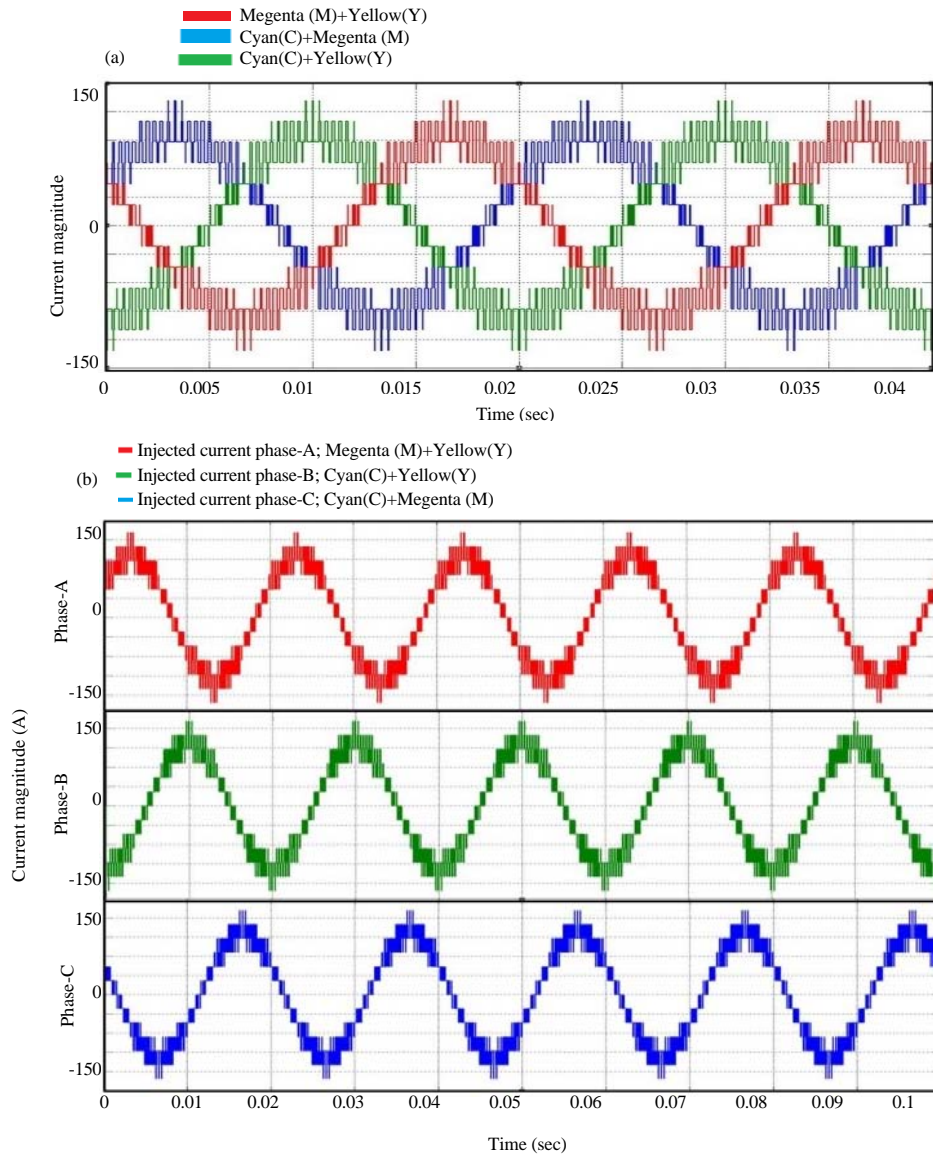 Megenta (M)+Yellow(Y)
Cyan(C)+Megenta (M)
(a)
Cyan(C)+Yellow(Y)
150
0
-150
Current magnitude
0 0.005 0.01 0.015 0.02 0.025 0.03 0.035 0.04
Time (sec)
Injected current phase-A; Megenta (M)+Yellow(Y)
(b)
Injected current phase-B; Cyan(C)+Yellow(Y)
Injected current phase-C; Cyan(C)+Megenta (M)
150
0
-150
Phase-A
150
0
-150
Phase-B
Current magnitude (A)
150
0
-150
Phase-C
0 0.01 0.02 0.03 0.04 0.05 0.06 0.07 0.08 0.09 0.1
Time (sec)